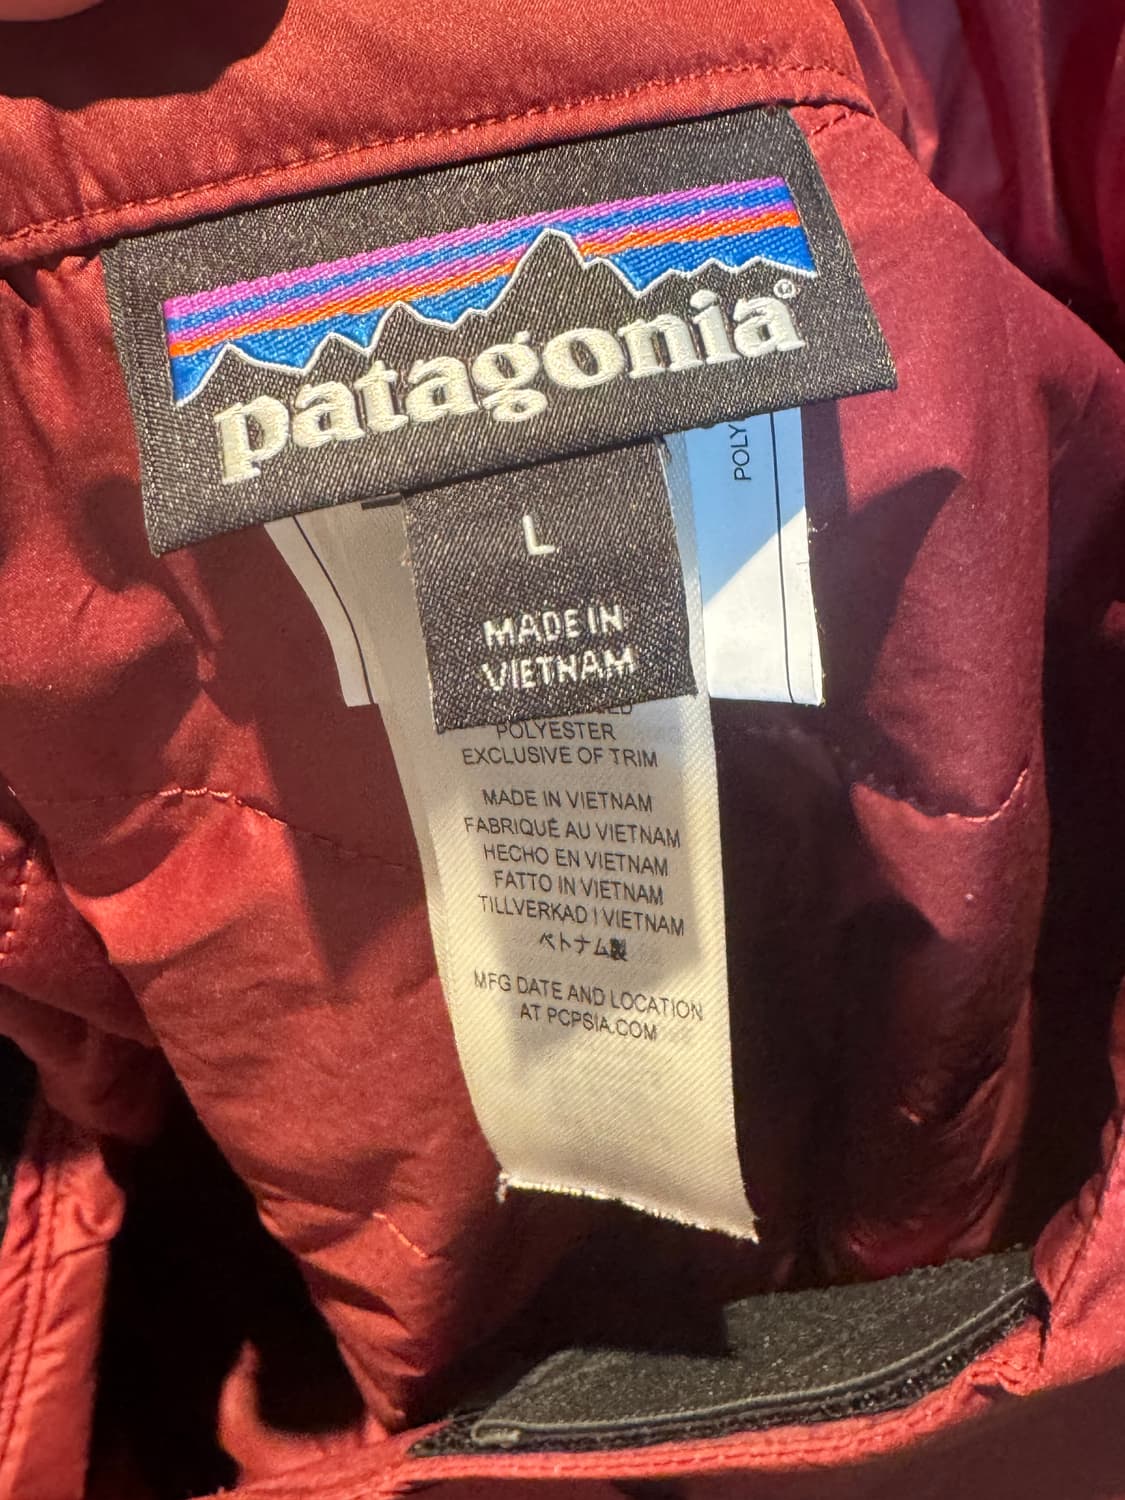 patagonia®
L
MADE IN
VIETNAM
POLY
POLYESTER
EXCLUSIVE OF TRIM
MADE IN VIETNAM
FABRIQUÉ AU VIETNAM
HECHO EN VIETNAM
FATTO IN VIETNAM
TILLVERKAD I VIETNAM
ベトナム製
MFG DATE AND LOCATION
AT PCPSIA.COM